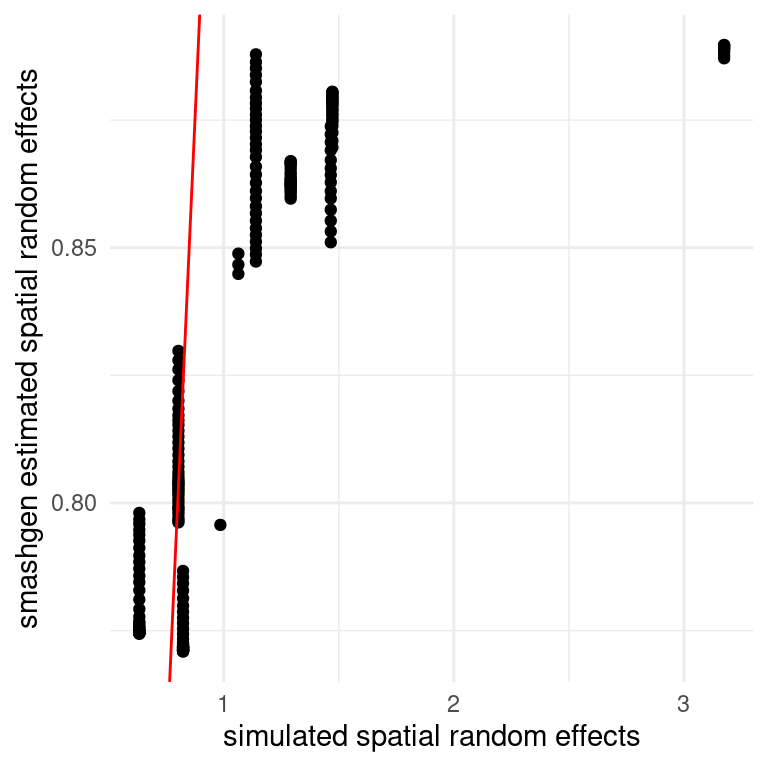 smashgen estimated spatial random effects
0.85
0.80
1 2 3
simulated spatial random effects